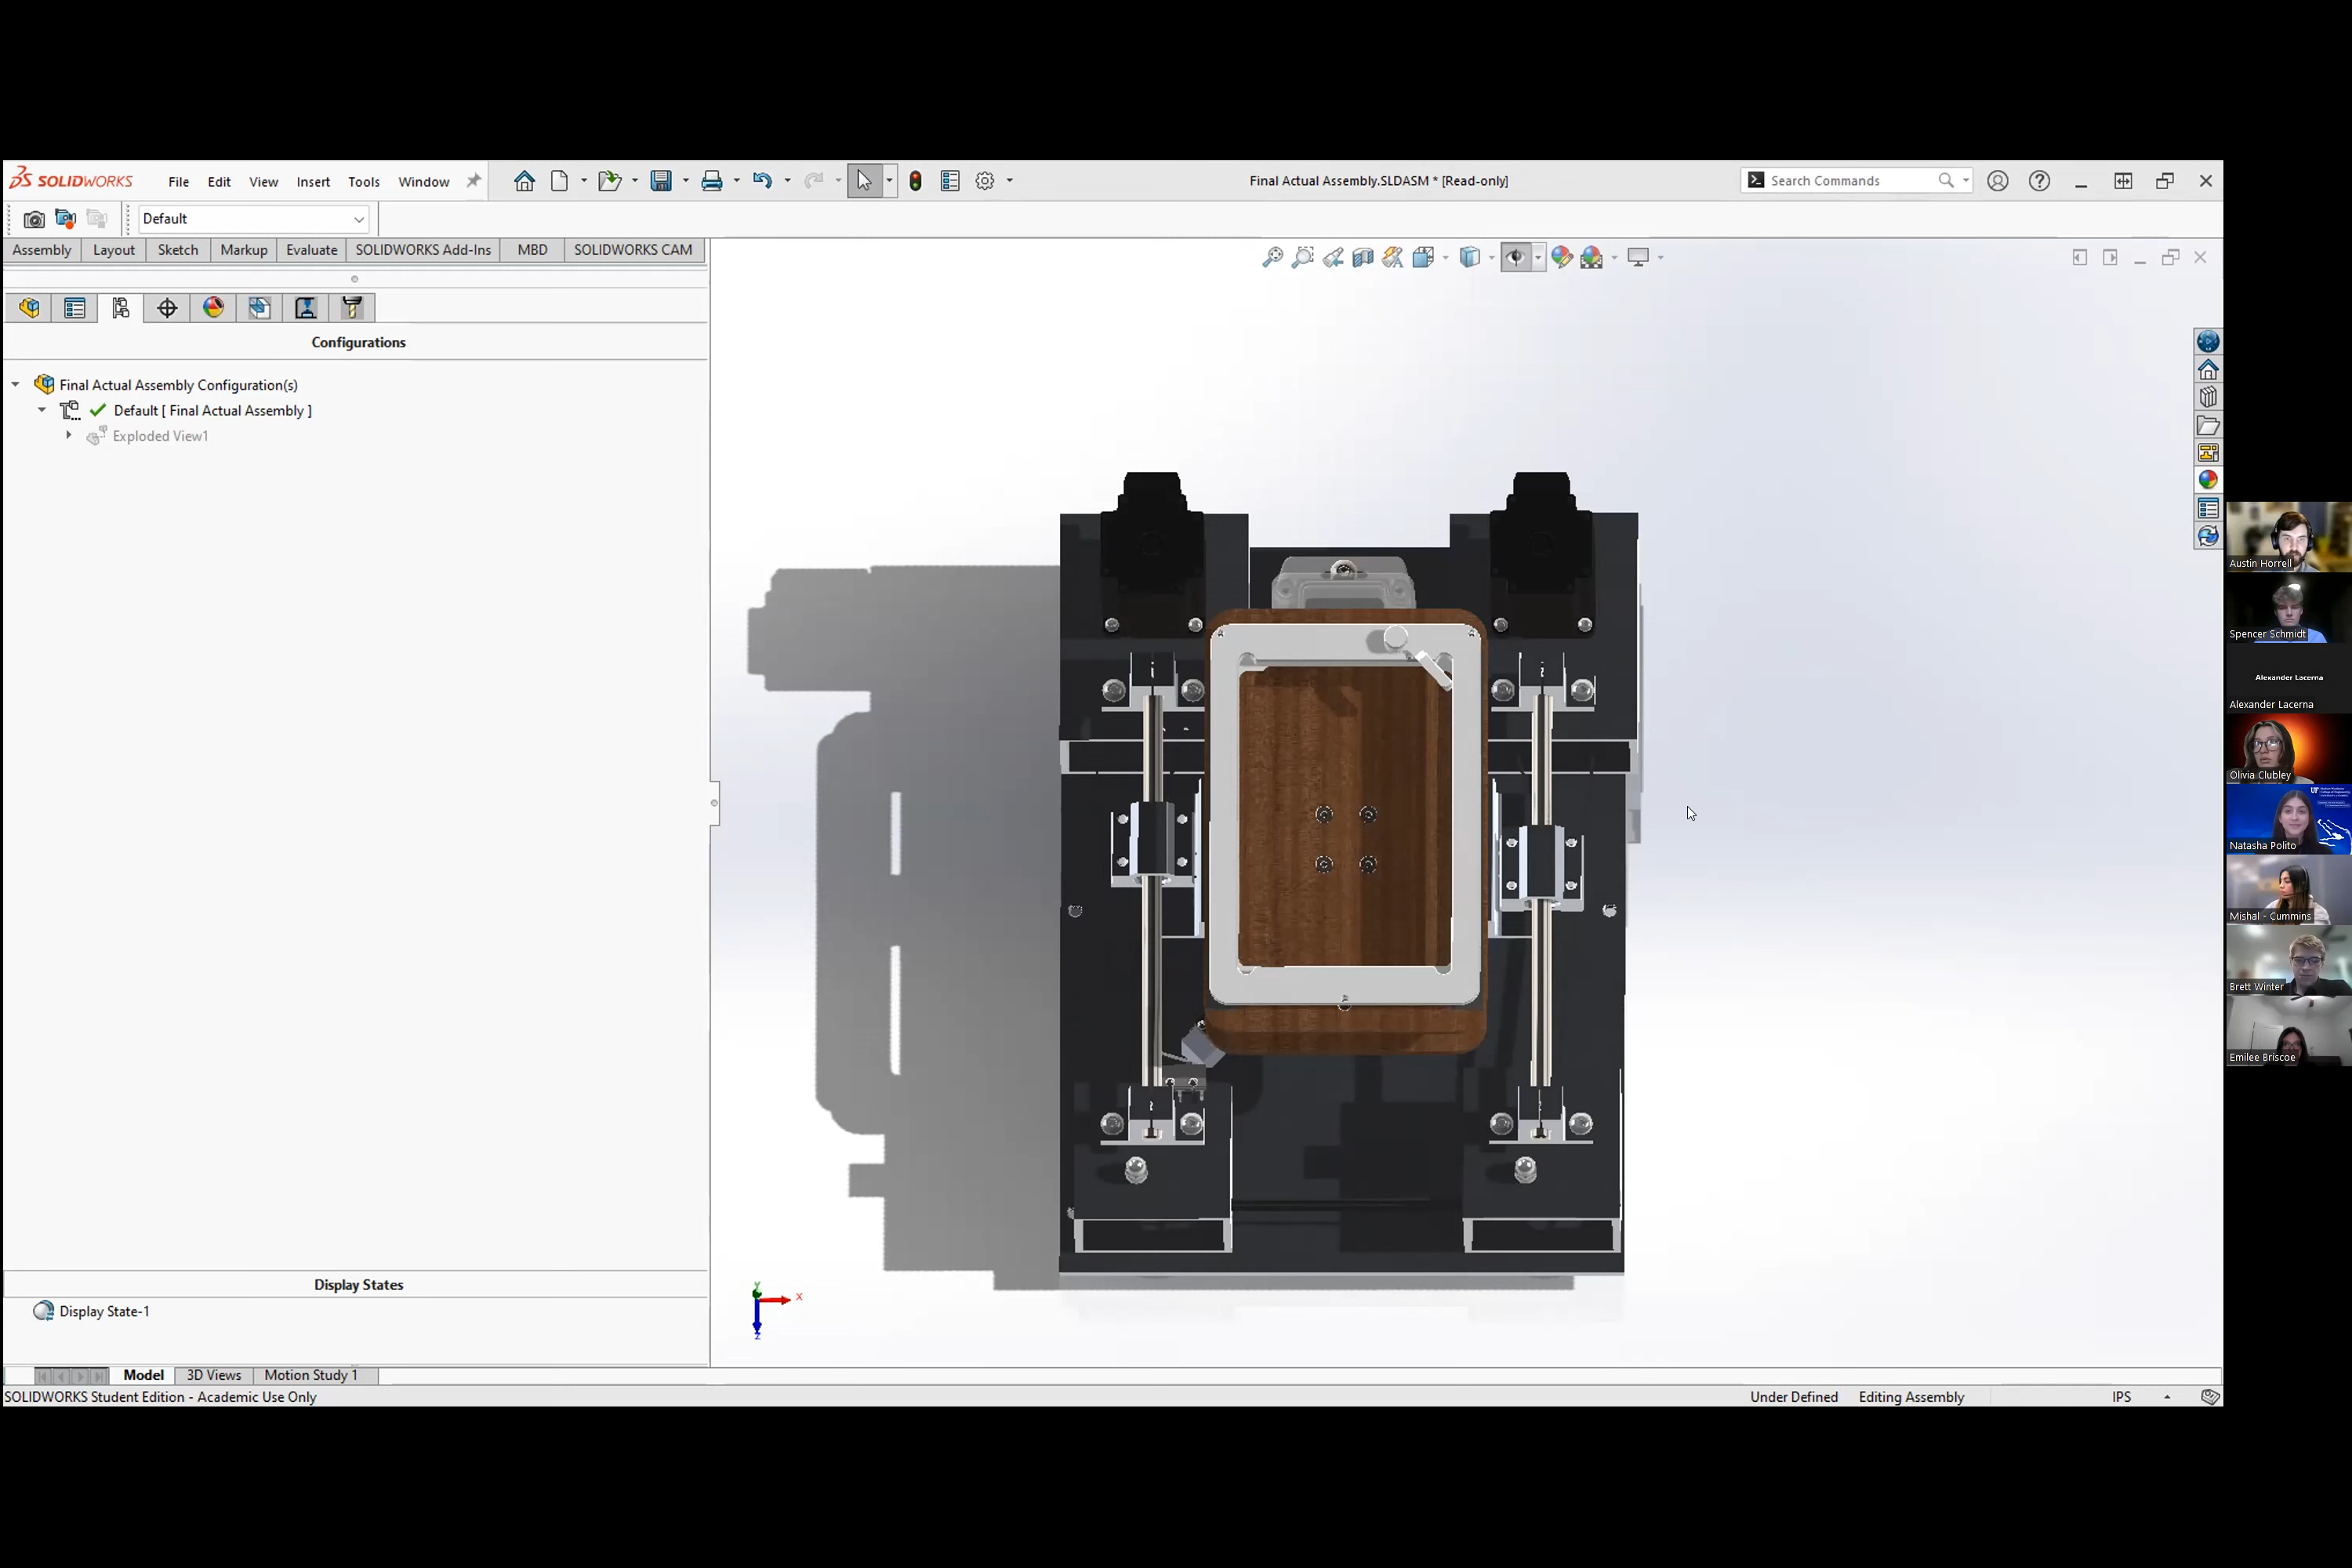 SOLIDWORKS
File Edit View Insert Tools Window
Final Actual Assembly.SLDASM * [Read-only]
Search Commands
Default
Assembly Layout Sketch Markup Evaluate SOLIDWORKS Add-Ins MBD SOLIDWORKS CAM
Configurations
Final Actual Assembly Configuration(s)
Default [ Final Actual Assembly ]
Exploded View1
Austin Horrell
Spencer Schmidt
Alexander Lacerna
Alexander Lacerna
Olivia Clubley
UF
Natasha Polito
Mishal - Cummins
Brett Winter
Emilee Briscoe
Display States
Display State-1
Y
X
Z
Model 3D Views Motion Study 1
SOLIDWORKS Student Edition - Academic Use Only
Under Defined Editing Assembly IPS